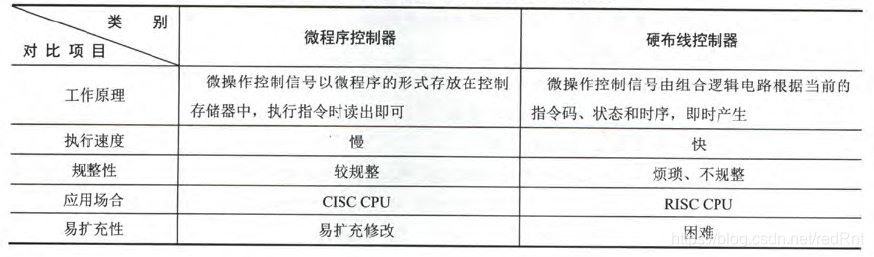 类 别
对比项目
微程序控制器
硬布线控制器
工作原理
微操作控制信号以微程序的形式存放在控制
存储器中，执行指令时读出即可
微操作控制信号由组合逻辑电路根据当前的
指令码、状态和时序，即时产生
执行速度
慢
快
规整性
较规整
烦琐、不规整
应用场合
CISC CPU
RISC CPU
易扩充性
易扩充修改
困难
https://blog.csdn.net/redRnt